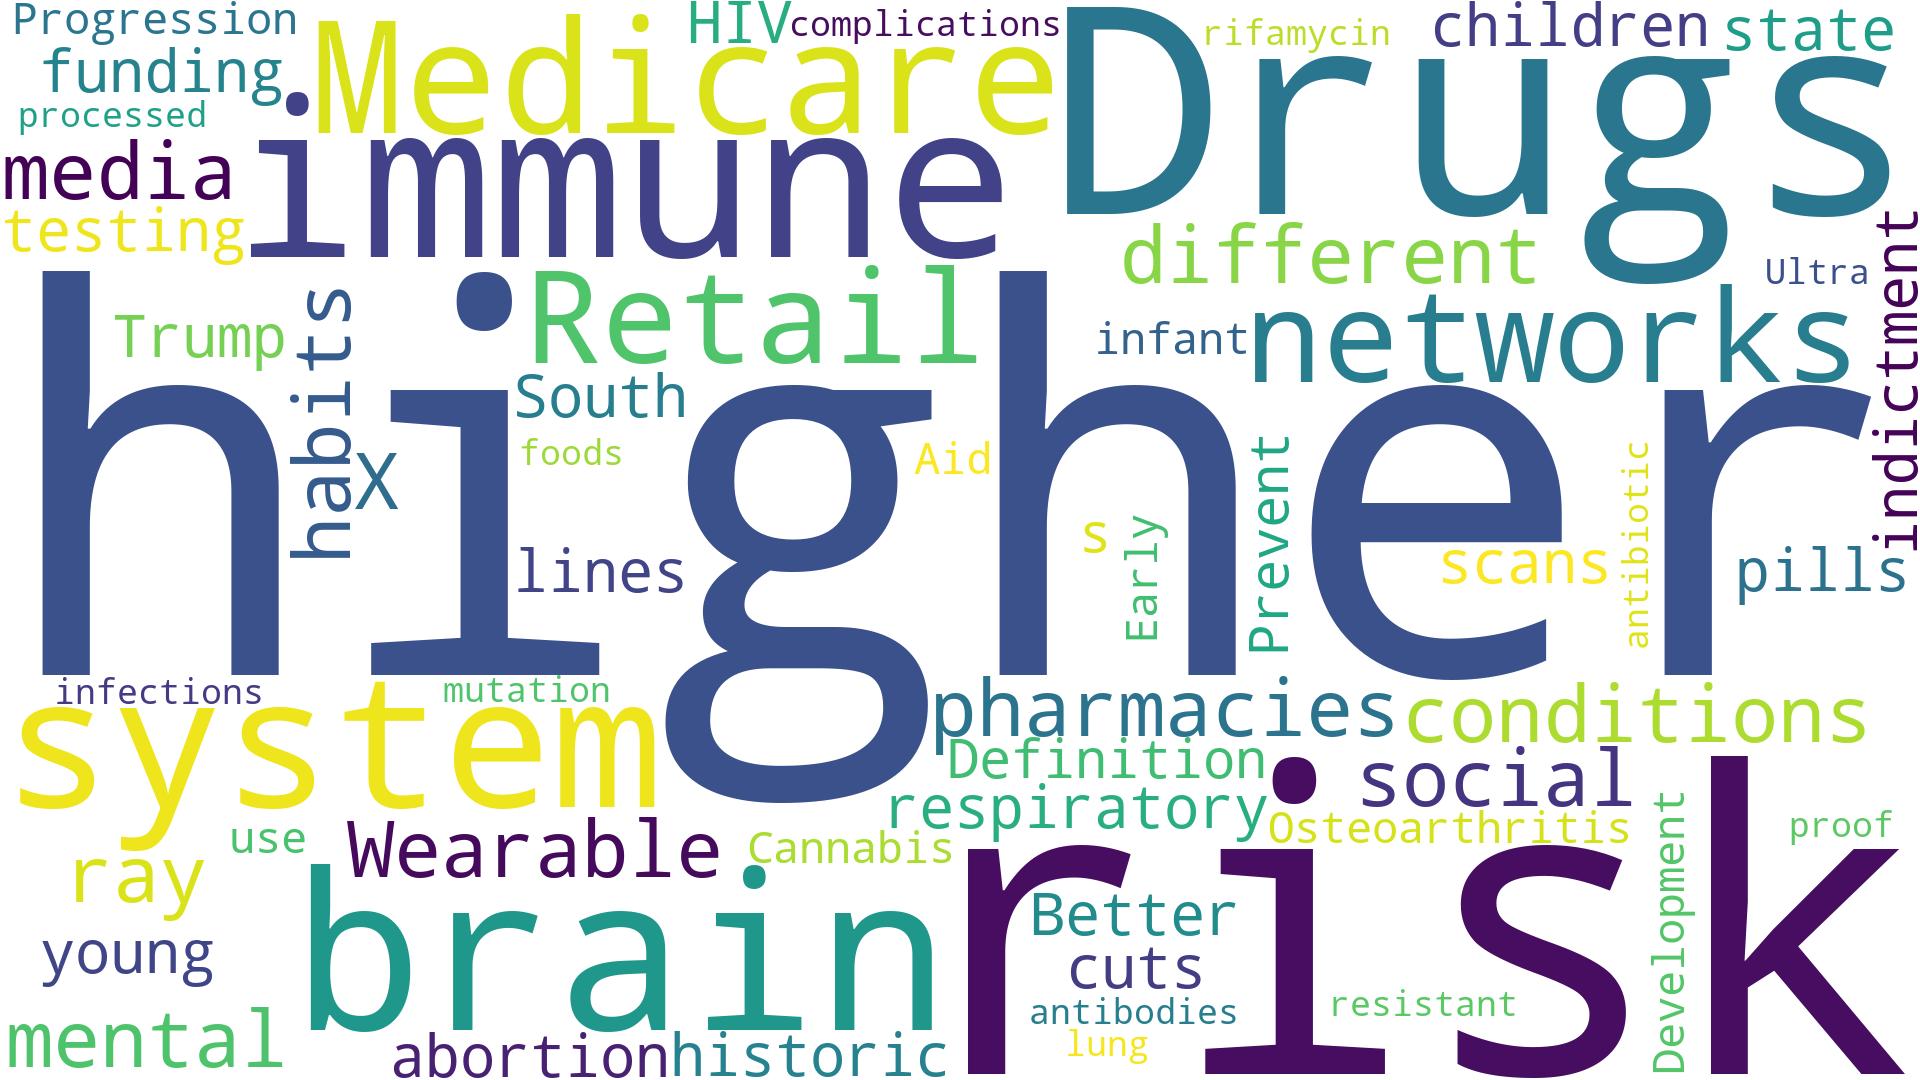 Progression
HIV
complications
rifamycin
children
state
funding
Medicare
Drugs
processed
media
immune
testing
different
indictment
Ultra
habits
Retail
networks
Trump
infant
South
higher
X
foods
Aid
Prevent
antibiotic
s
Early
scans
lines
pills
infections
mutation
system
pharmacies
conditions
Definition
social
respiratory
risk
Development
use
Wearable
Cannabis
Osteoarthritis
proof
ray
brain
Better
young
cuts
antibodies
resistant
mental
abortion
historic
lung